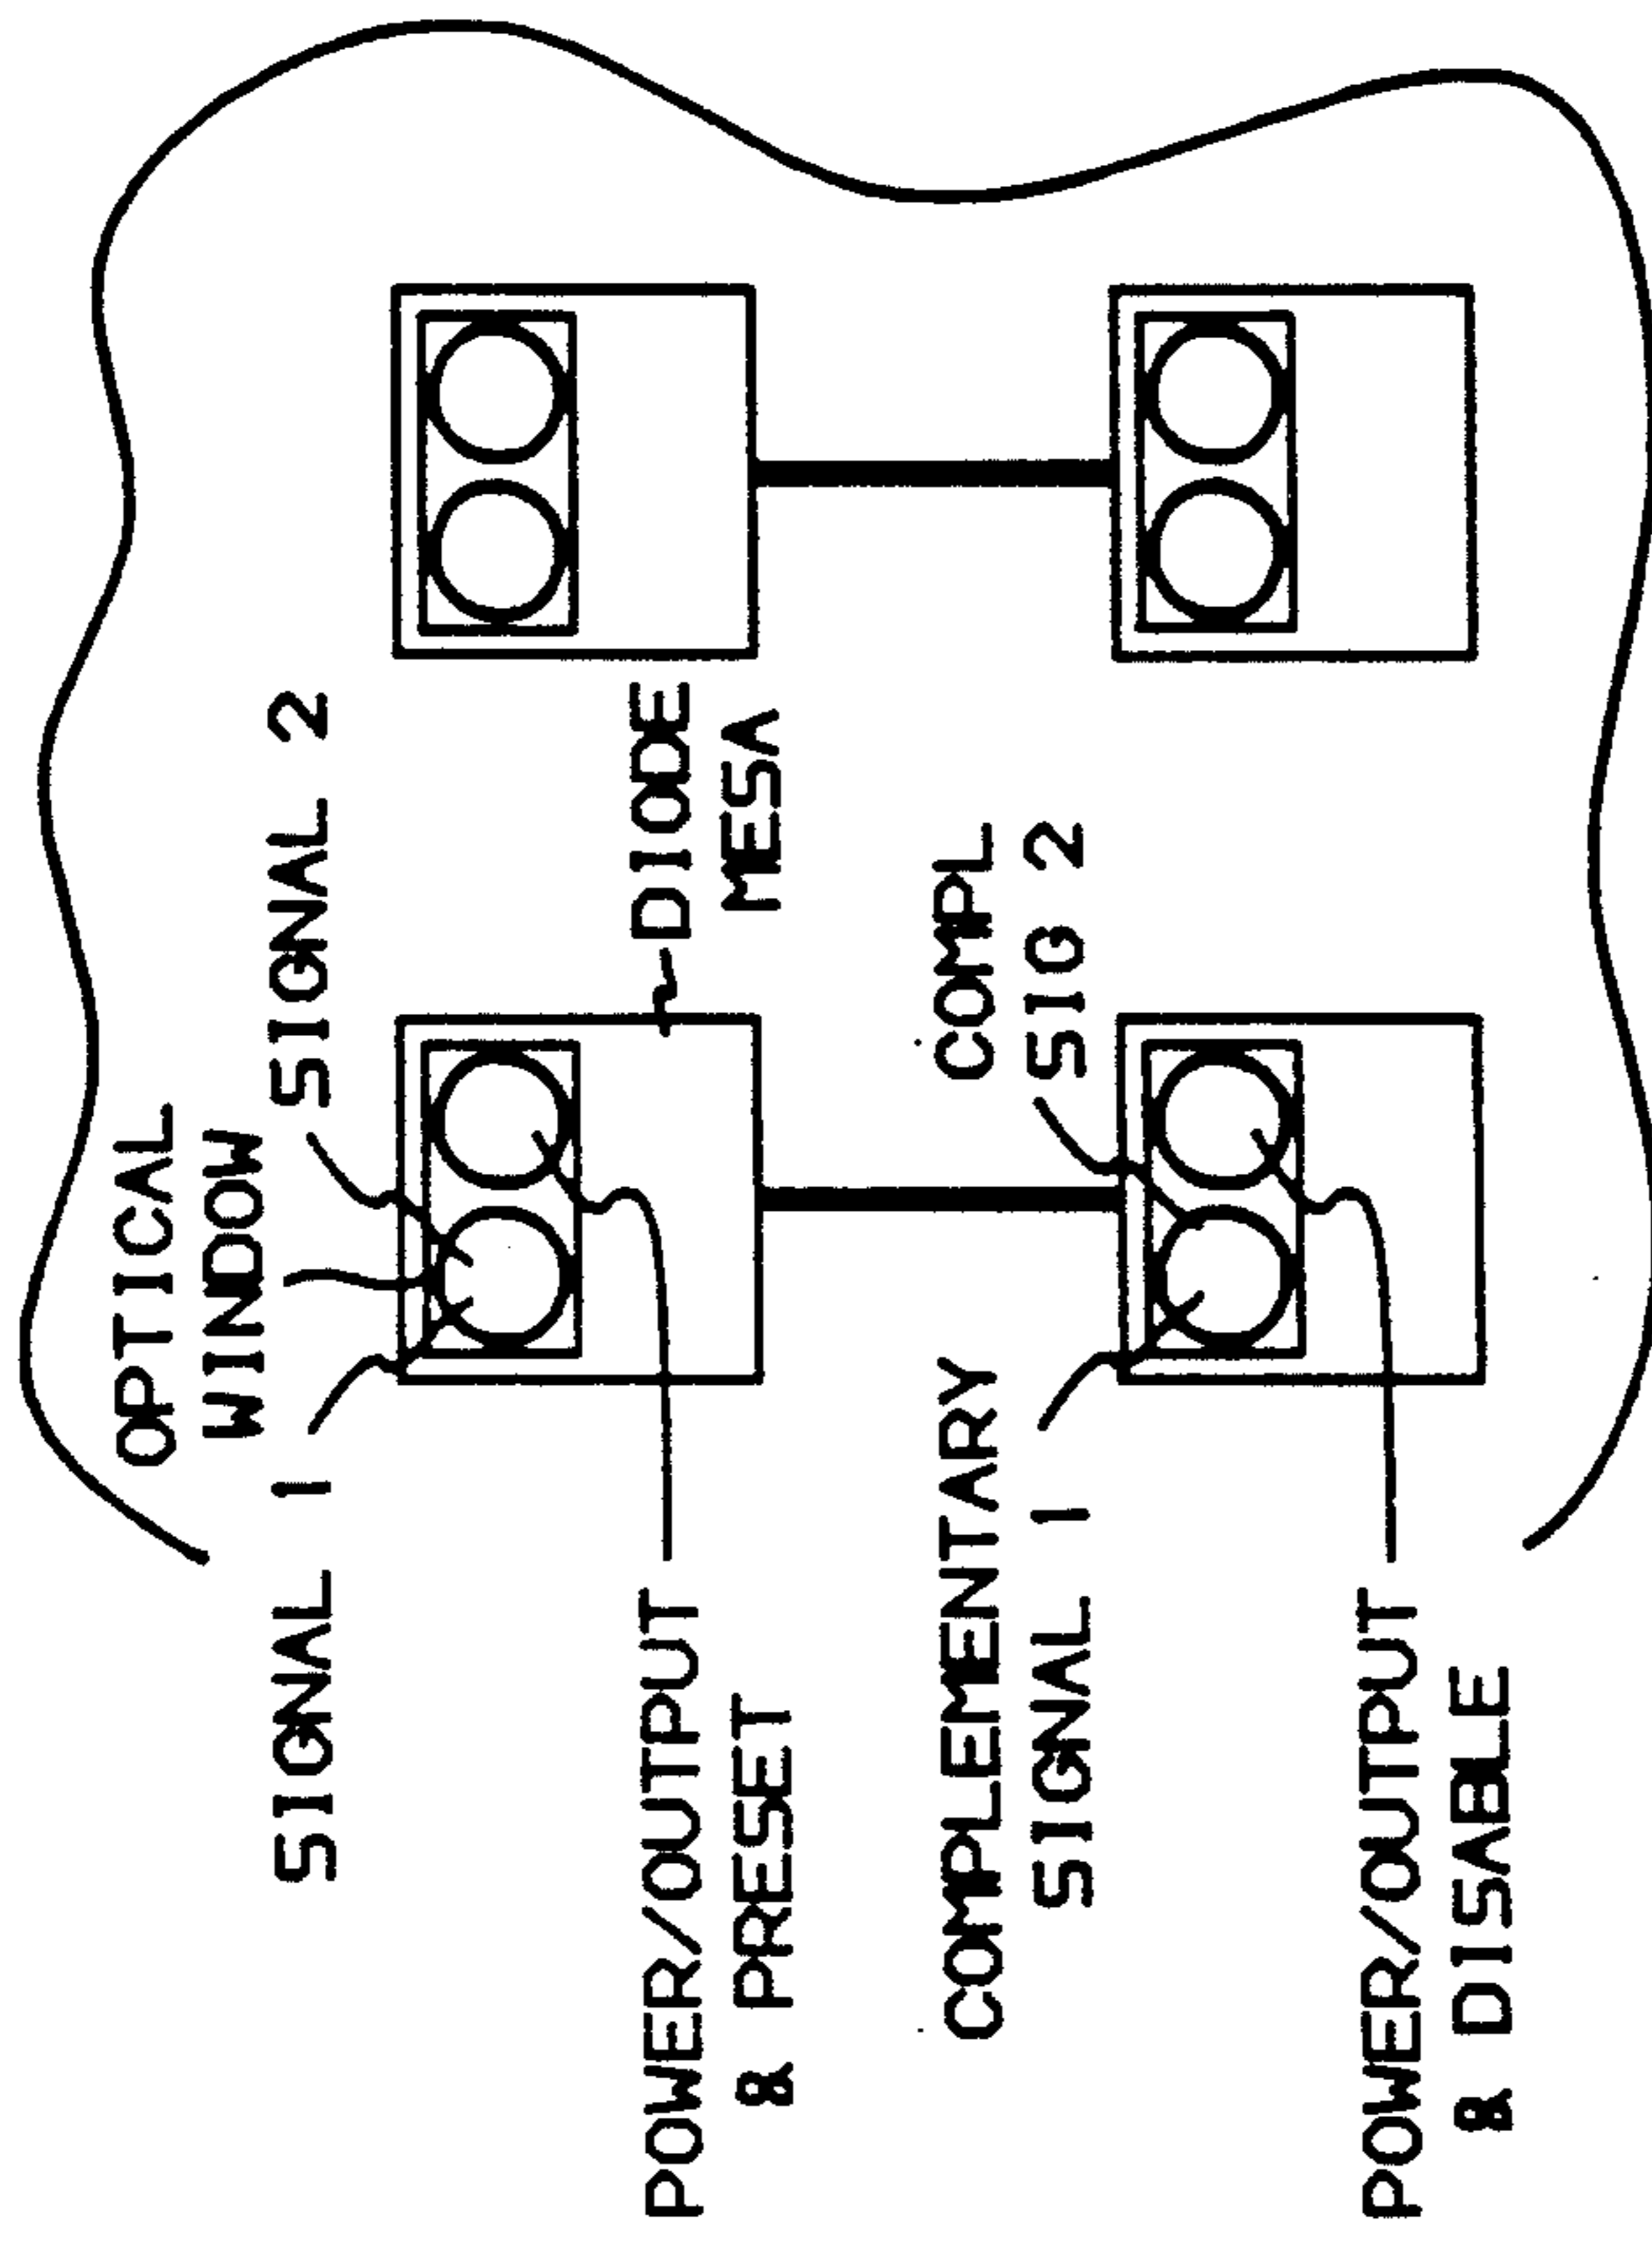 OPTICAL
WINDOW
SIGNAL 1
SIGNAL 2
POWER/OUTPUT
& PRESET
DIODE
MESA
COMPLEMENTARY
SIGNAL 1
COMPL
SIG 2
POWER/OUTPUT
& DISABLE